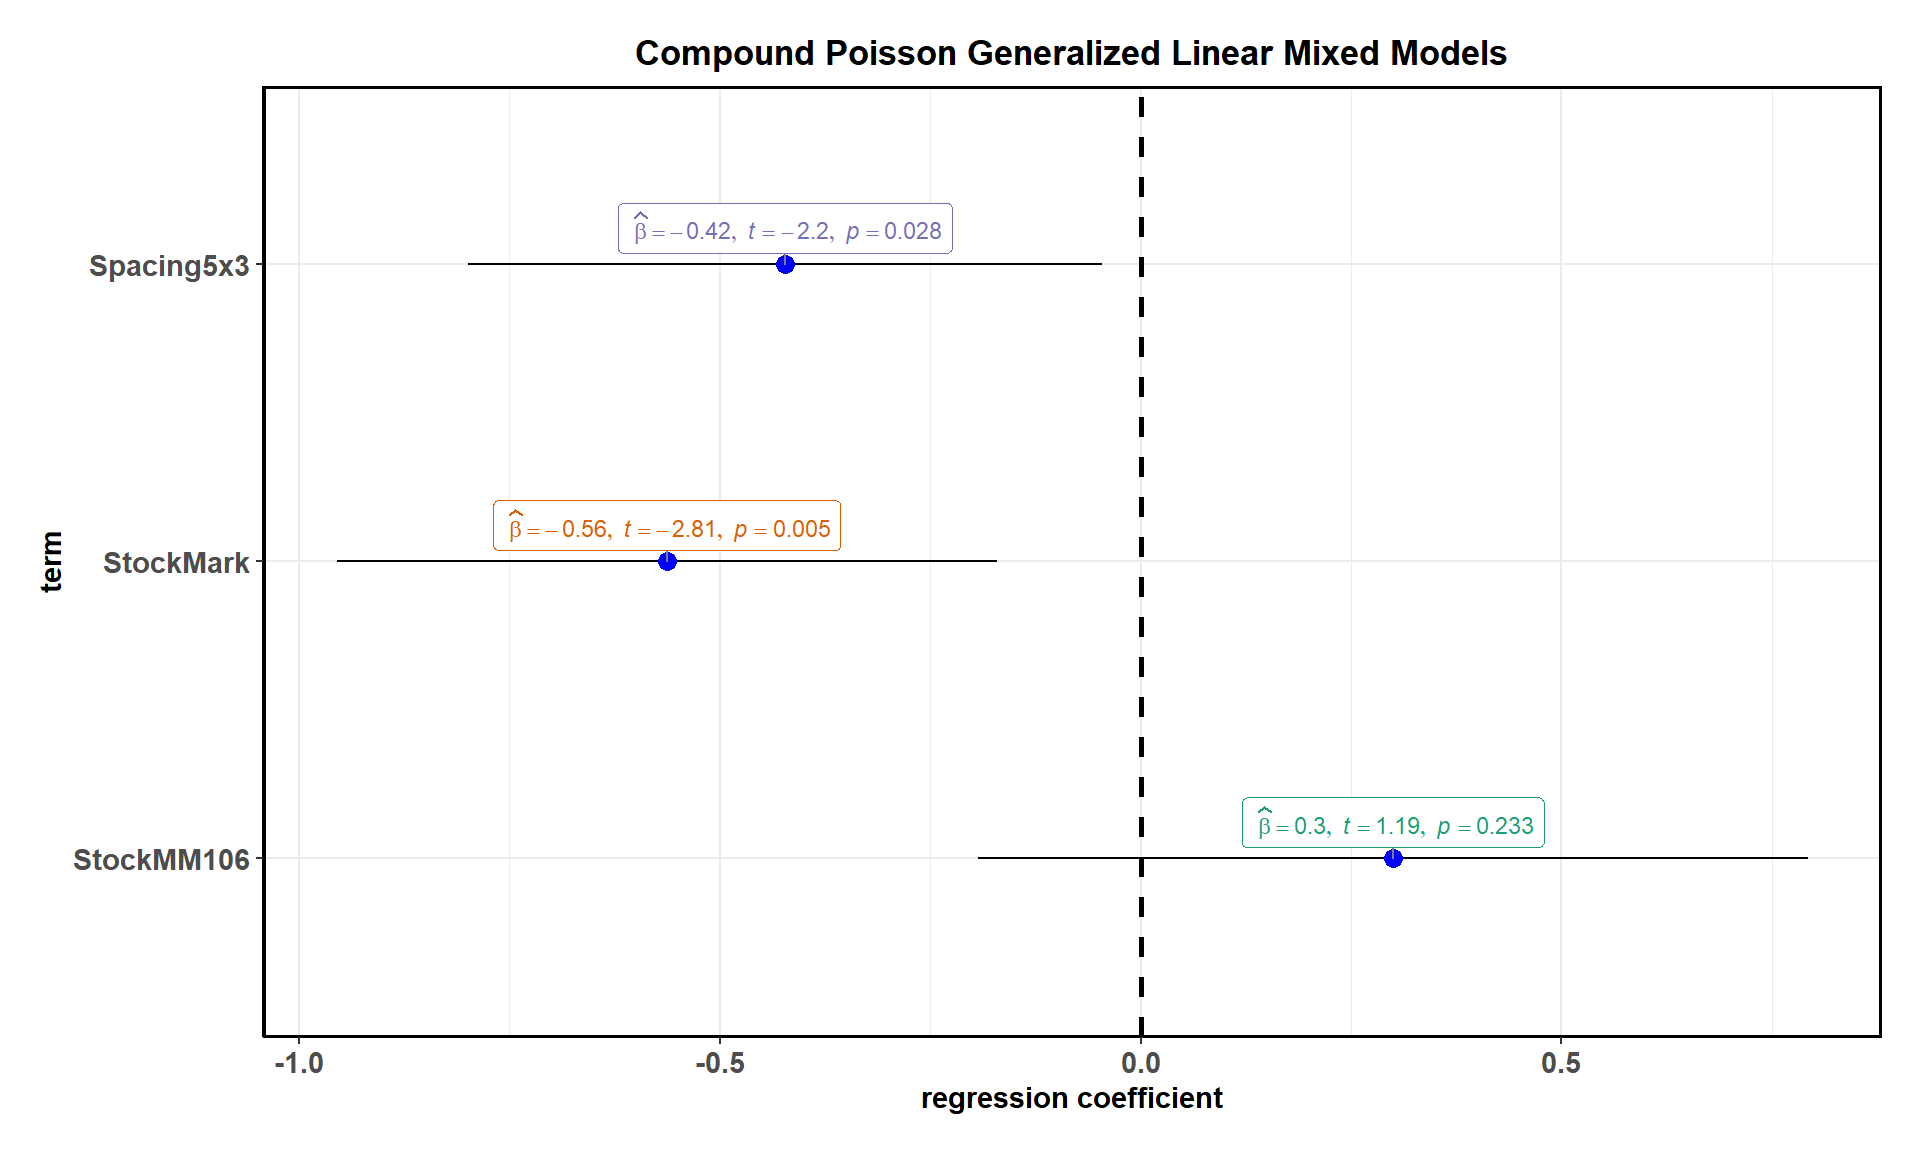 Compound Poisson Generalized Linear Mixed Models
Spacing5x3
β̂ = −0.42, t = −2.2, p = 0.028
StockMark
β̂ = −0.56, t = −2.81, p = 0.005
StockMM106
β̂ = 0.3, t = 1.19, p = 0.233
term
-1.0 -0.5 0.0 0.5
regression coefficient